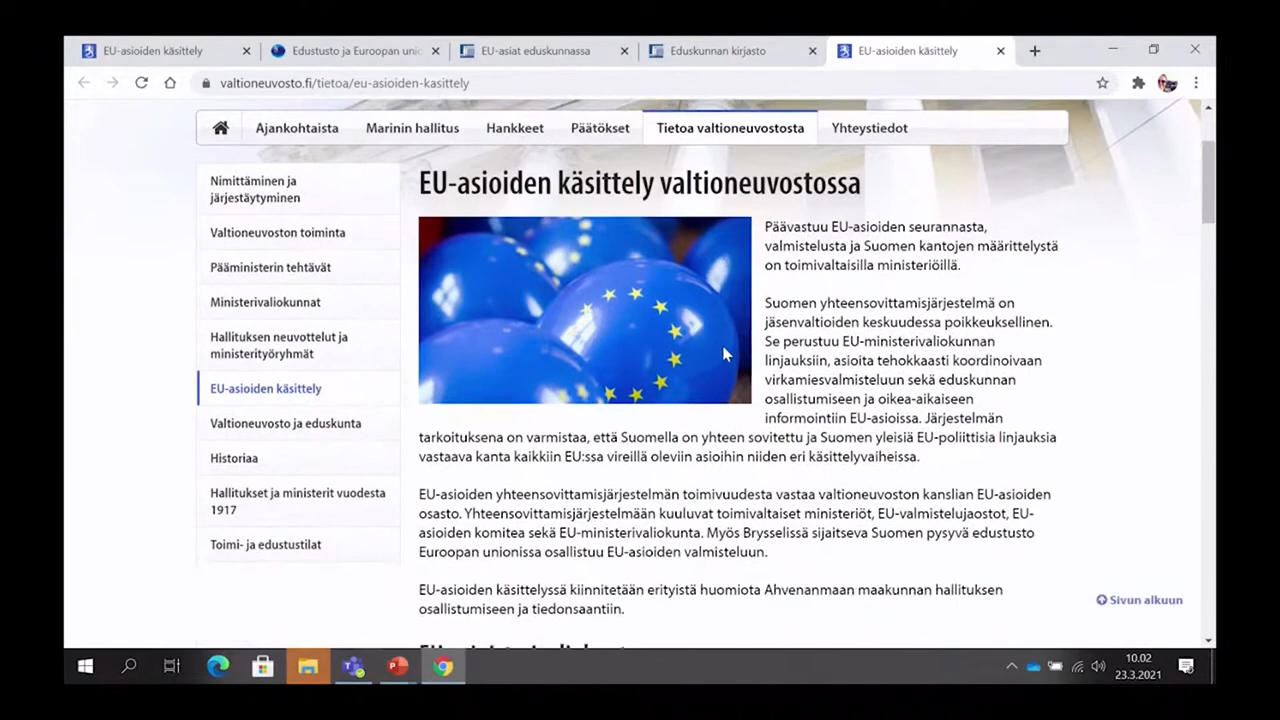 EU-asioiden käsittely
Edustusto ja Euroopan unio
EU-asiat eduskunnassa
Eduskunnan kirjasto
EU-asioiden käsittely
valtioneuvosto.fi/tietoa/eu-asioiden-kasittely
Ajankohtaista
Marinin hallitus
Hankkeet
Päätökset
Tietoa valtioneuvostosta
Yhteystiedot
Nimittäminen ja
järjestäytyminen
Valtioneuvoston toiminta
Pääministerin tehtävät
Ministerivaliokunnat
Hallituksen neuvottelut ja
ministerityöryhmät
EU-asioiden käsittely
Valtioneuvosto ja eduskunta
Historiaa
Hallitukset ja ministerit vuodesta
1917
Toimi- ja edustustilat
EU-asioiden käsittely valtioneuvostossa
Päävastuu EU-asioiden seurannasta,
valmistelusta ja Suomen kantojen määrittelystä
on toimivaltaisilla ministeriöillä.
Suomen yhteensovittamisjärjestelmä on
jäsenvaltioiden keskuudessa poikkeuksellinen.
Se perustuu EU-ministerivaliokunnan
linjauksiin, asioita tehokkaasti koordinoivaan
virkamiesvalmisteluun sekä eduskunnan
osallistumiseen ja oikea-aikaiseen
informointiin EU-asioissa. Järjestelmän
tarkoituksena on varmistaa, että Suomella on yhteen sovitettu ja Suomen yleisiä EU-poliittisia linjauksia
vastaava kanta kaikkiin EU:ssa vireillä oleviin asioihin niiden eri käsittelyvaiheissa.
EU-asioiden yhteensovittamisjärjestelmän toimivuudesta vastaa valtioneuvoston kanslian EU-asioiden
osasto. Yhteensovittamisjärjestelmään kuuluvat toimivaltaiset ministeriöt, EU-valmistelujaostot, EU-
asioiden komitea sekä EU-ministerivaliokunta. Myös Brysselissä sijaitseva Suomen pysyvä edustusto
Euroopan unionissa osallistuu EU-asioiden valmisteluun.
EU-asioiden käsittelyssä kiinnitetään erityistä huomiota Ahvenanmaan maakunnan hallituksen
osallistumiseen ja tiedonsaantiin.
Sivun alkuun
10.02
23.3.2021